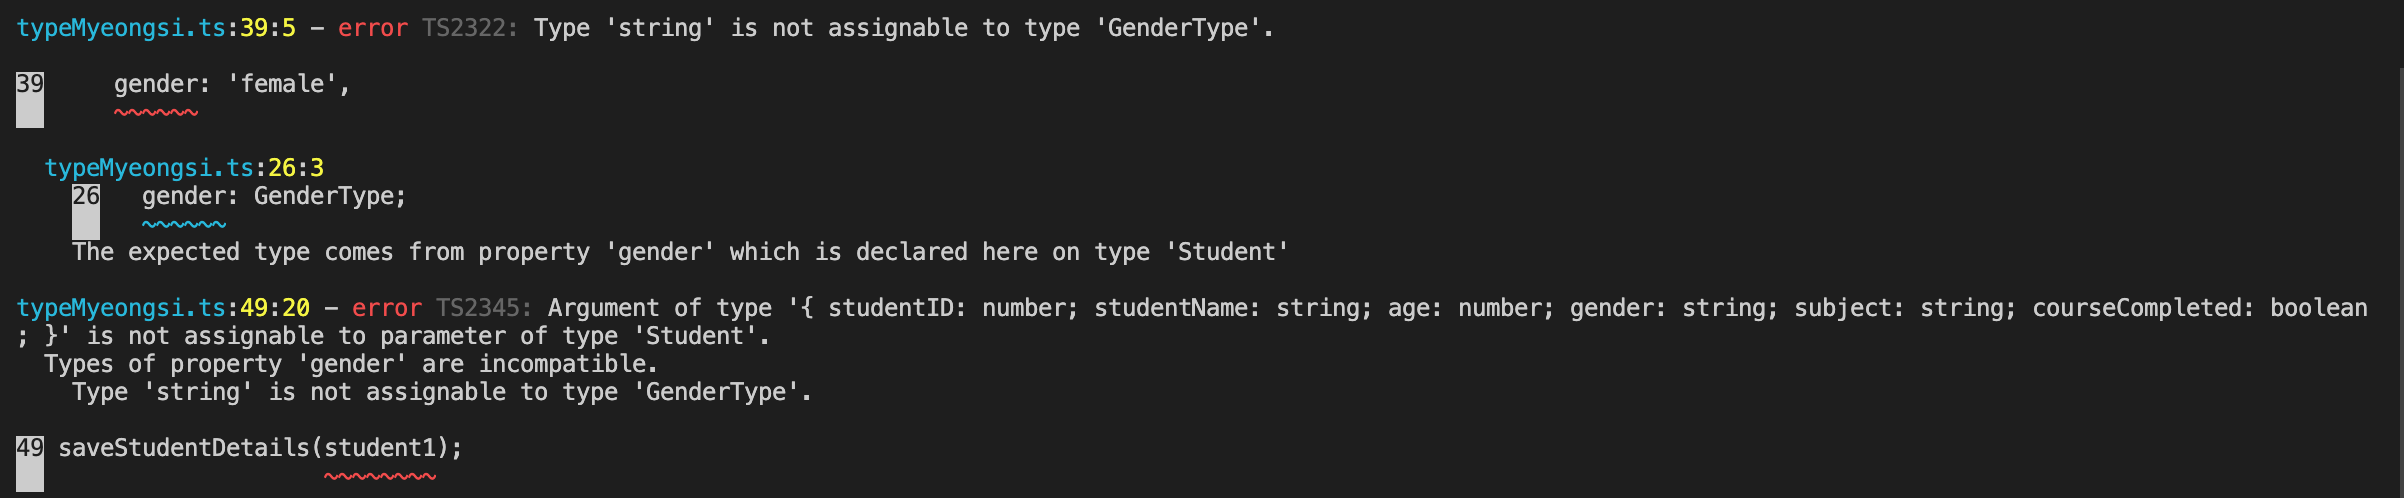 typeMyeongsi.ts:39:5 - error TS2322: Type 'string' is not assignable to type 'GenderType'.
39     gender: 'female',
typeMyeongsi.ts:26:3
26   gender: GenderType;
The expected type comes from property 'gender' which is declared here on type 'Student'
typeMyeongsi.ts:49:20 - error TS2345: Argument of type '{ studentID: number; studentName: string; age: number; gender: string; subject: string; courseCompleted: boolean
; }' is not assignable to parameter of type 'Student'.
Types of property 'gender' are incompatible.
Type 'string' is not assignable to type 'GenderType'.
49 saveStudentDetails(student1);